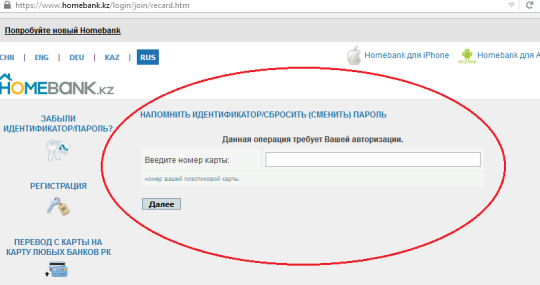 https://www.homebank.kz/login/join/recard.htm
Попробуйте новый Homebank
CHN | ENG | DEU | KAZ | RUS
Homebank для iPhone
Homebank для A
HOMEBANK.KZ
ЗАБЫЛИ
ИДЕНТИФИКАТОР/ПАРОЛЬ?
РЕГИСТРАЦИЯ
ПЕРЕВОД С КАРТЫ НА
КАРТУ ЛЮБЫХ БАНКОВ РК
НАПОМНИТЬ ИДЕНТИФИКАТОР/СБРОСИТЬ (СМЕНИТЬ) ПАРОЛЬ
Данная операция требует Вашей авторизации.
Введите номер карты:
номер вашей пластиковой карты.
Далее